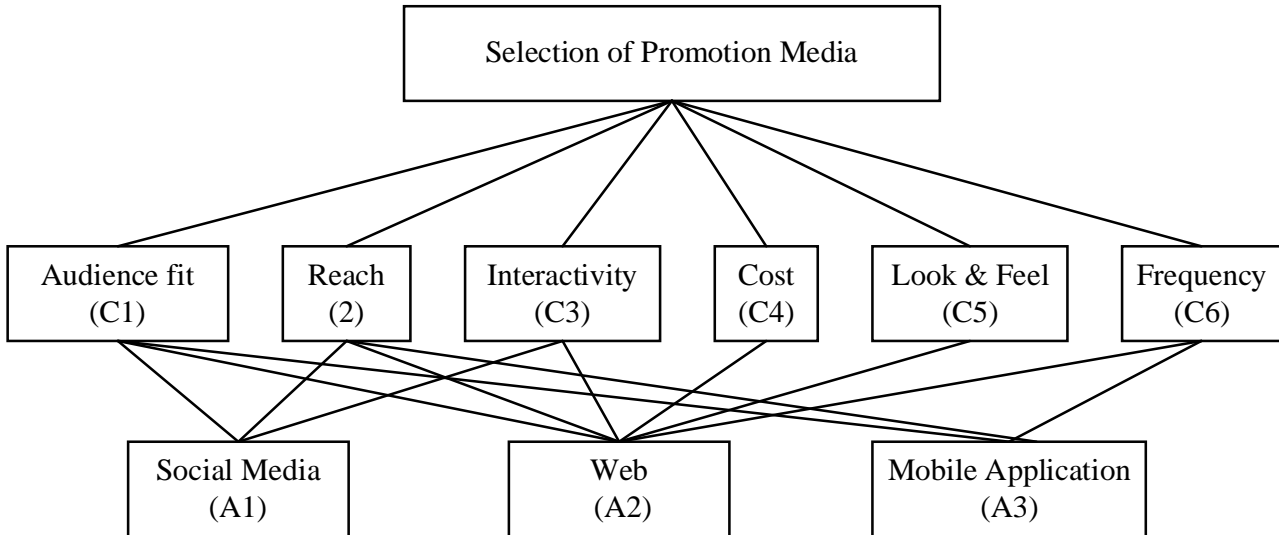 Selection of Promotion Media
Audience fit
(C1)
Reach
(2)
Interactivity
(C3)
Cost
(C4)
Look & Feel
(C5)
Frequency
(C6)
Social Media
(A1)
Web
(A2)
Mobile Application
(A3)